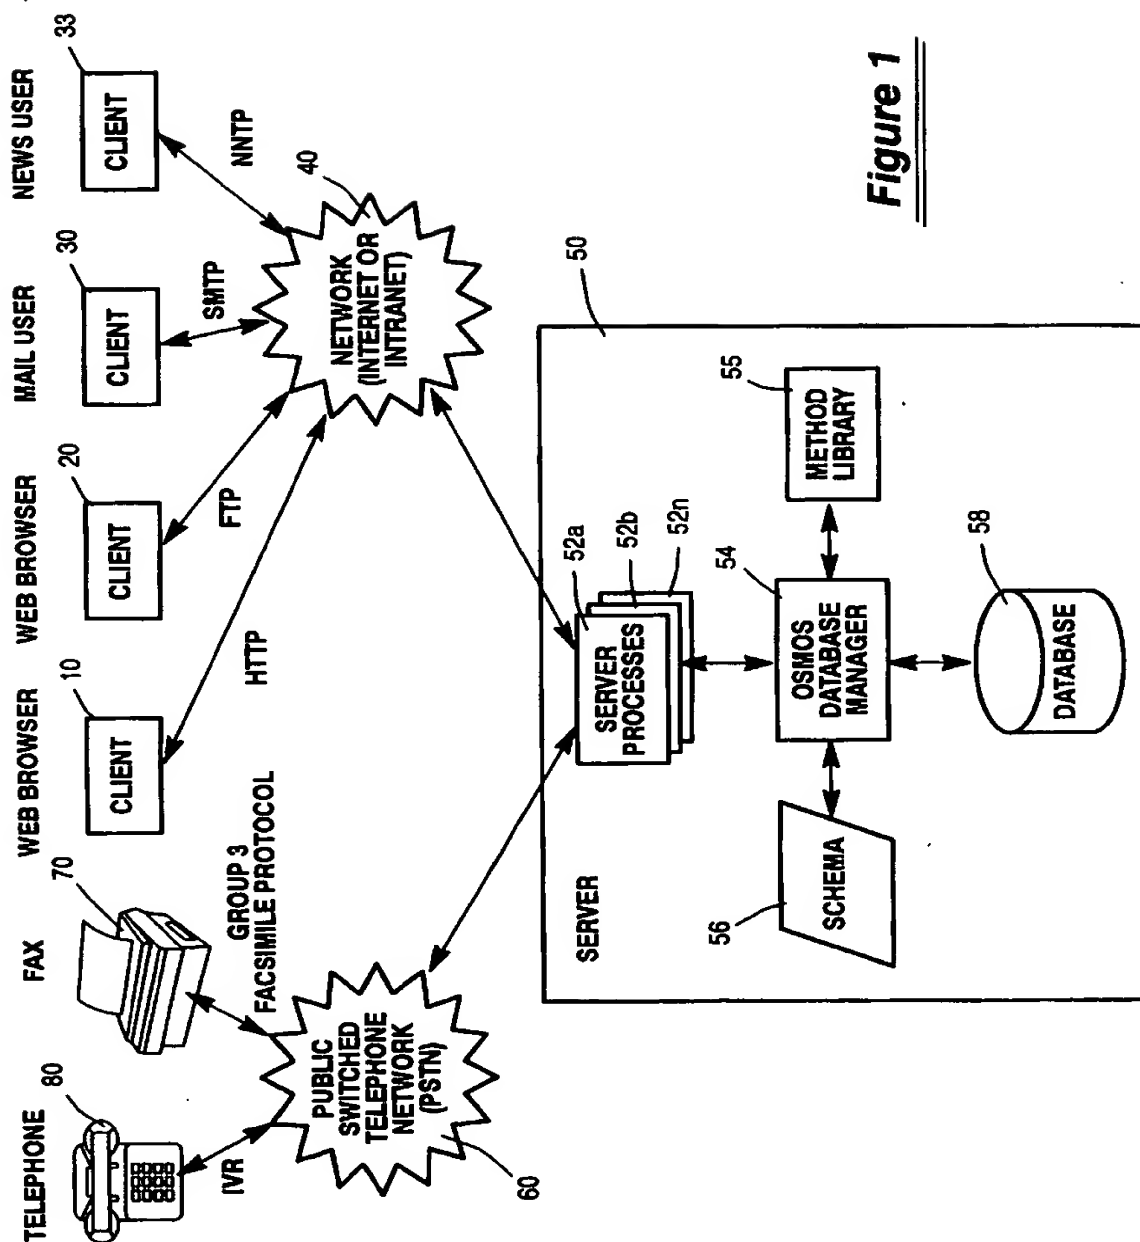 TELEPHONE
80
IVR
FAX
70
GROUP 3
FACSIMILE PROTOCOL
WEB BROWSER
10
CLIENT
HTTP
WEB BROWSER
20
CLIENT
FTP
MAIL USER
30
CLIENT
SMTP
NEWS USER
33
CLIENT
NNTP
PUBLIC
SWITCHED
TELEPHONE
NETWORK
(PSTN)
60
NETWORK
(INTERNET OR
INTRANET)
40
SERVER
50
SERVER
PROCESSES
52a
52b
52n
SCHEMA
56
OSMOS
DATABASE
MANAGER
54
METHOD
LIBRARY
55
DATABASE
58
Figure 1